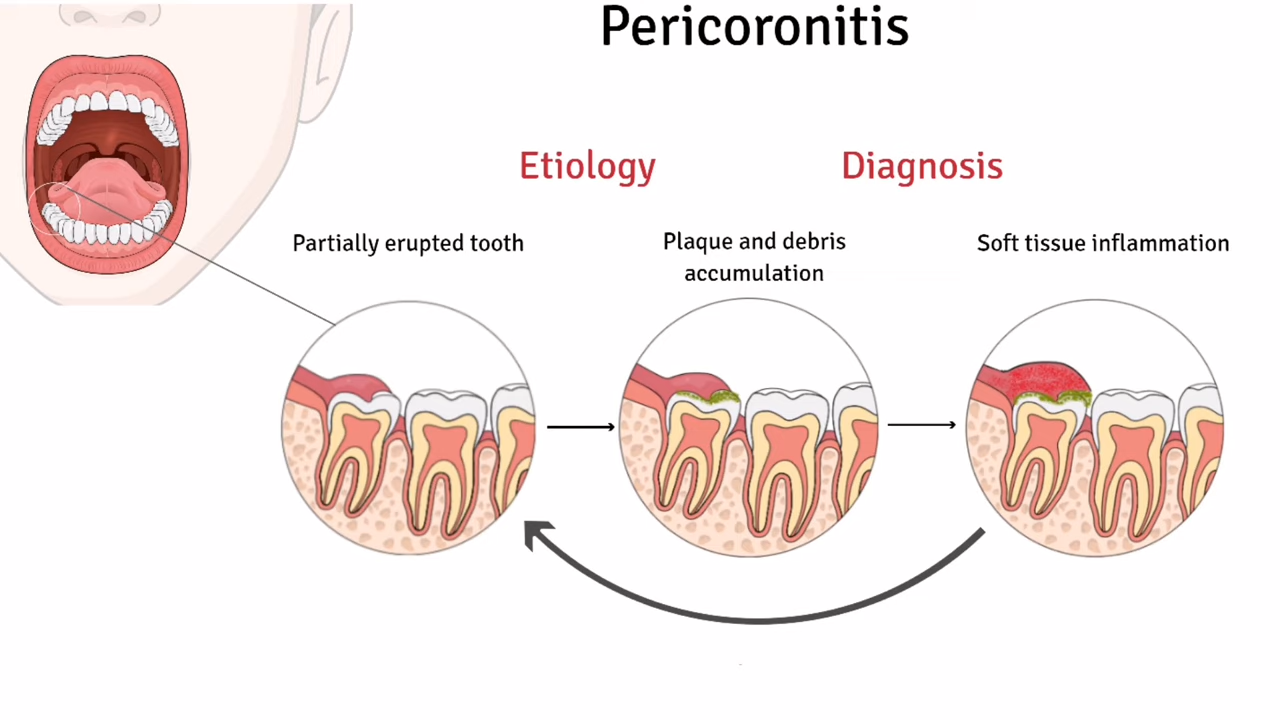 Pericoronitis
Etiology
Diagnosis
Partially erupted tooth
Plaque and debris
accumulation
Soft tissue inflammation